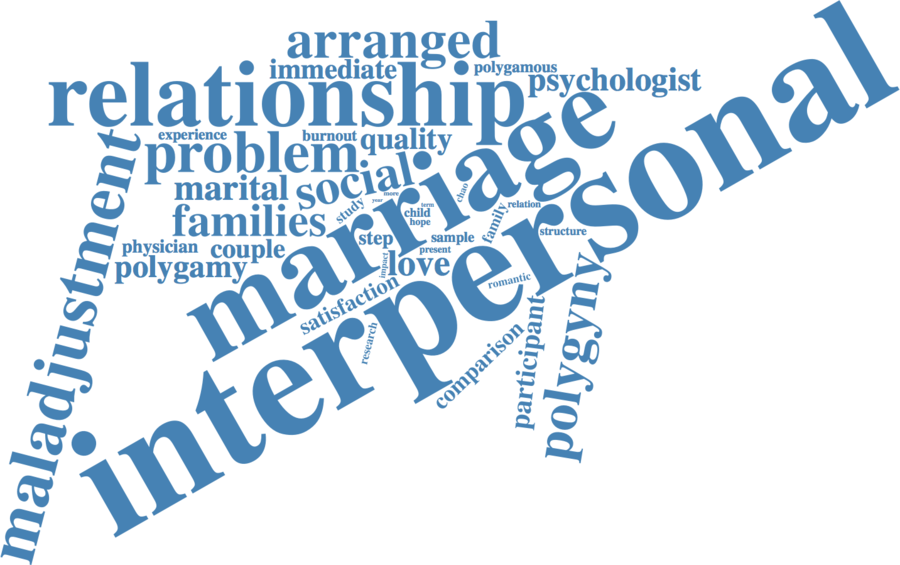 arranged
immediate
polygamous
psychologist
relationship
experience
burnout
quality
problem
marital
social
families
physician
couple
polygamy
maladjustment
marriage
interpersonal
study
more
year
term
child
hope
chao
family
relation
structure
step
sample
present
impact
love
satisfaction
romantic
research
comparison
participant
polygyny